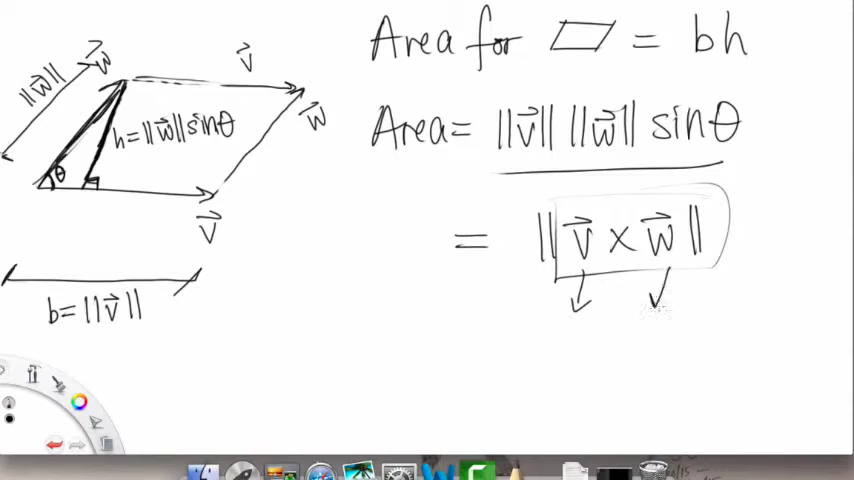 Area for ▱ = bh
Area = ||v⃗|| ||w⃗|| sinθ
= ||v⃗ × w⃗||
w⃗
v⃗
||w⃗||
h=||w⃗||sinθ
w⃗
θ
v⃗
b=||v⃗||